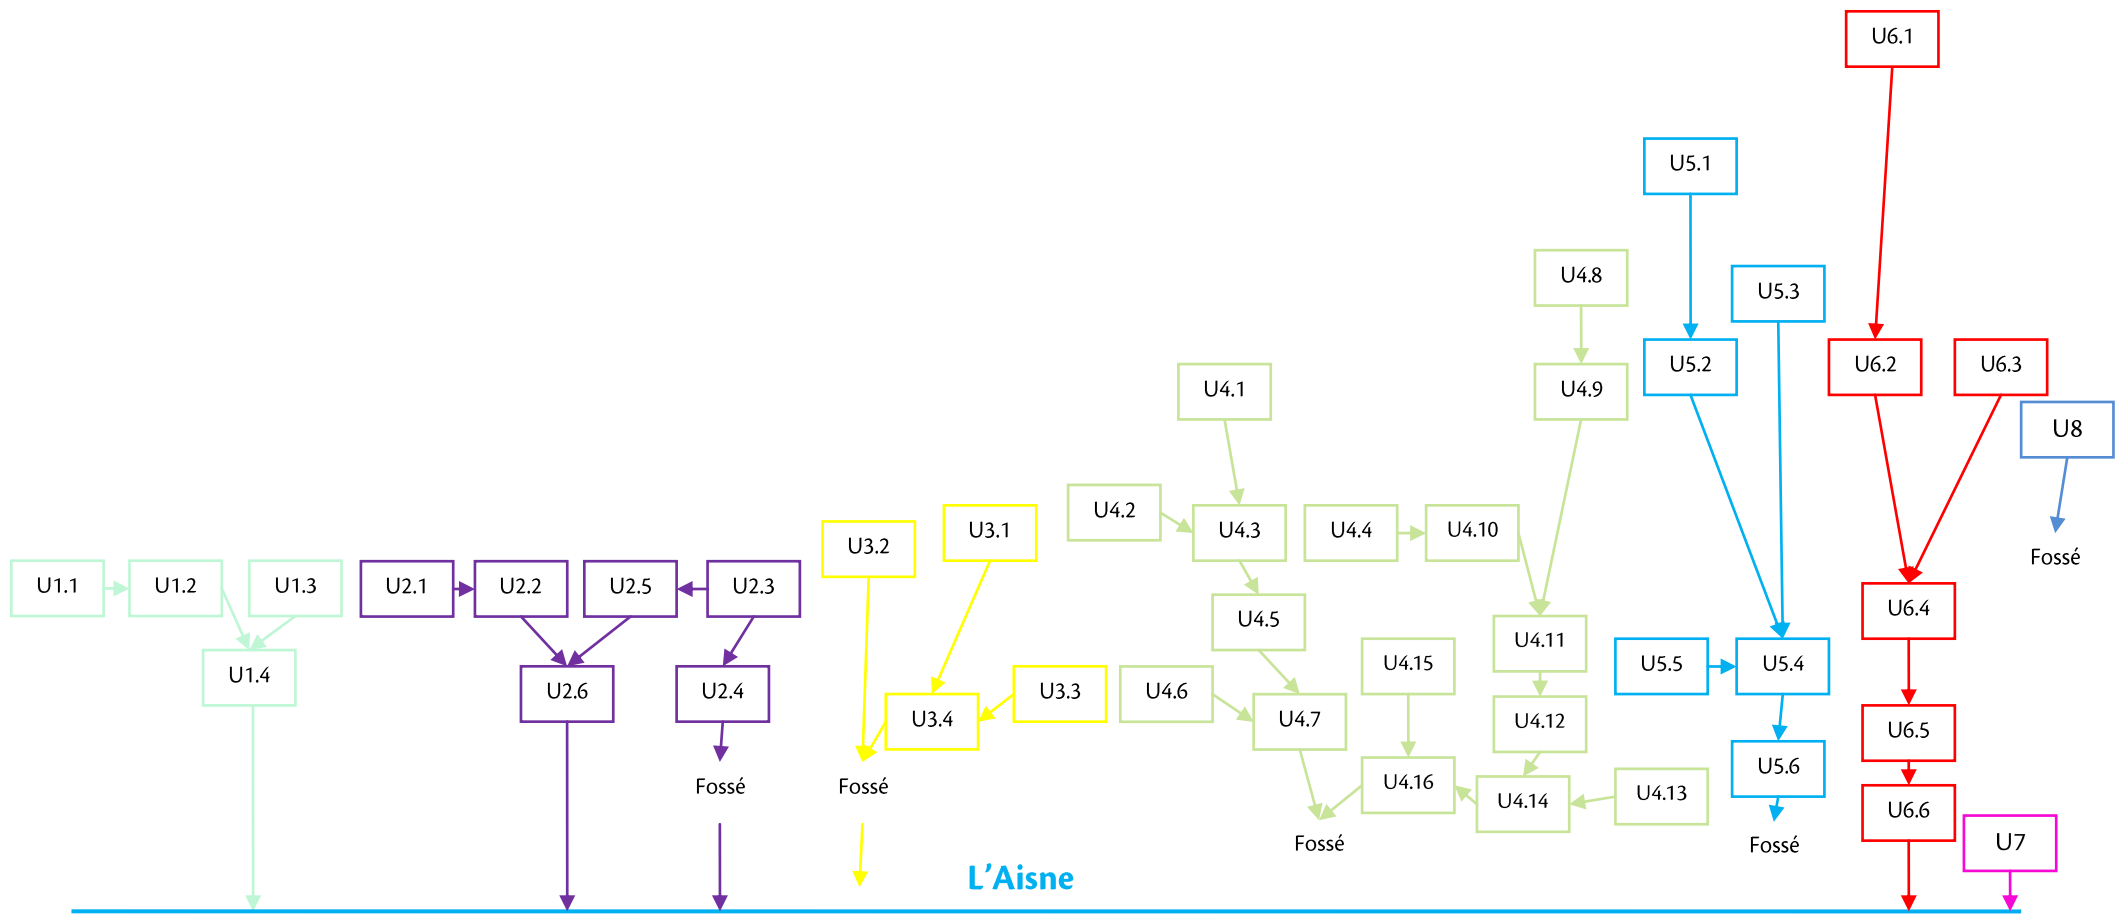 U6.1
U5.1
U4.8
U5.3
U4.1
U4.9
U5.2
U6.2
U6.3
U8
U4.2
U3.2
U3.1
U4.3
U4.4
U4.10
Fossé
U1.1
U1.2
U1.3
U2.1
U2.2
U2.5
U2.3
U4.5
U6.4
U4.11
U1.4
U2.6
U2.4
U3.3
U4.6
U4.15
U5.5
U5.4
U3.4
U4.7
U4.12
U6.5
U5.6
Fossé
Fossé
U4.16
U4.14
U4.13
U6.6
Fossé
Fossé
U7
L’Aisne